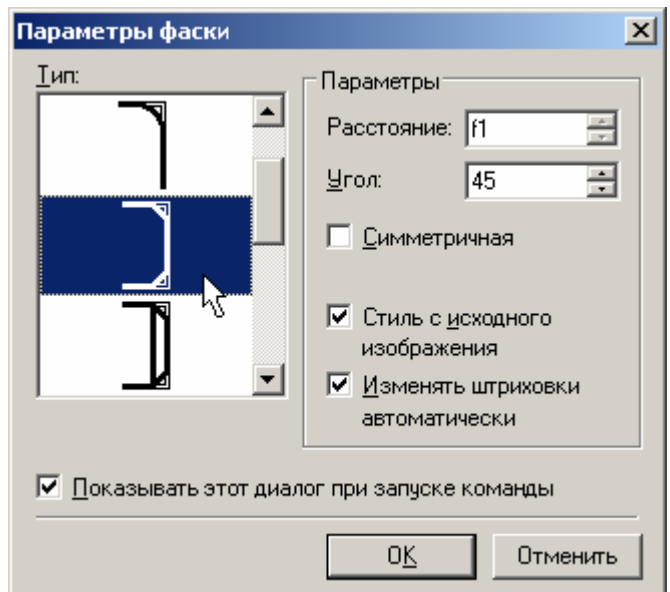 Параметры фаски
Тип:
Параметры
Расстояние: f1
Угол: 45
Симметричная
Стиль с исходного
изображения
Изменять штриховки
автоматически
Показывать этот диалог при запуске команды
OK
Отменить